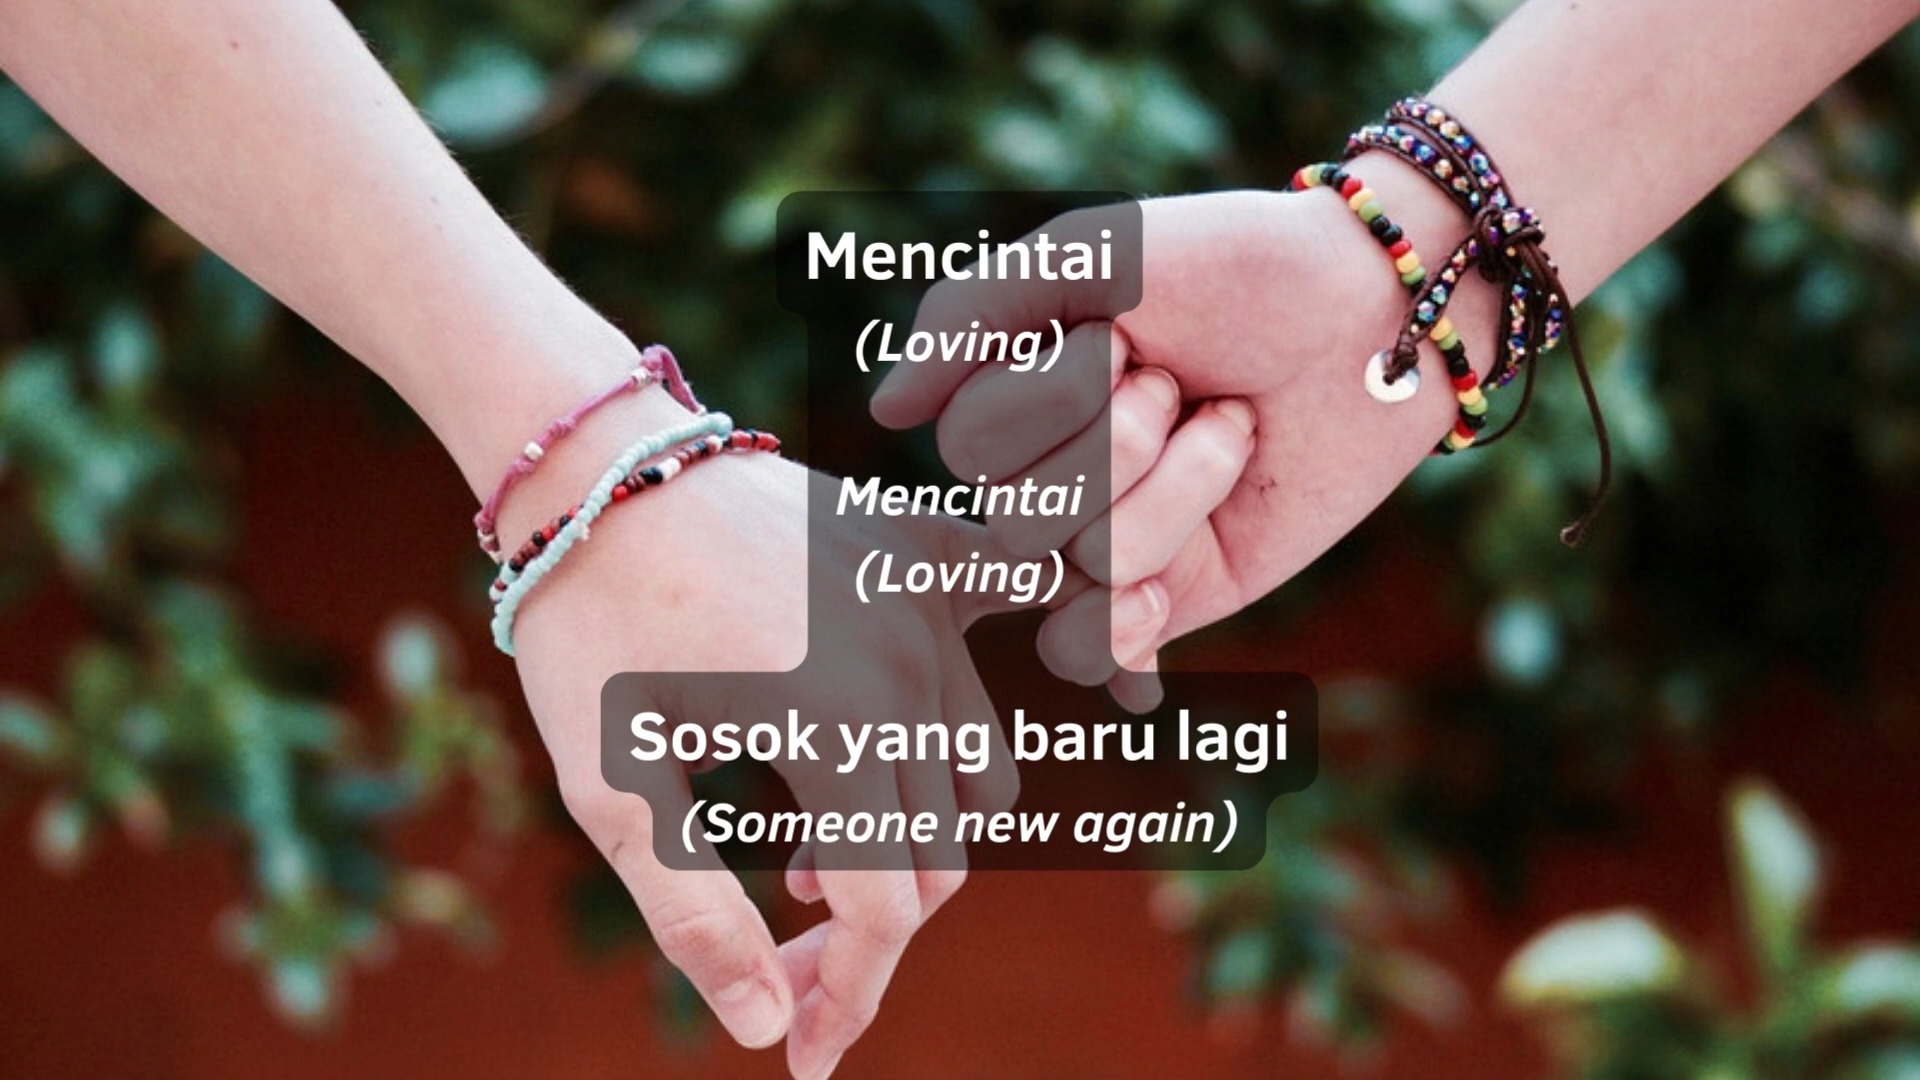 Mencintai
(Loving)
Mencintai
(Loving)
Sosok yang baru lagi
(Someone new again)